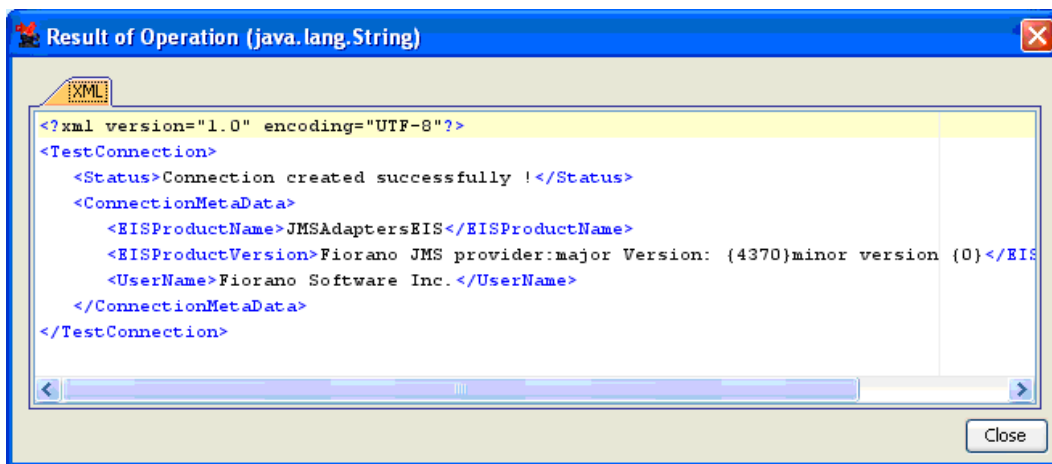 Result of Operation (java.lang.String)
XML
<?xml version="1.0" encoding="UTF-8"?>
<TestConnection>
<Status>Connection created successfully !</Status>
<ConnectionMetaData>
<EISProductName>JMSAdaptersEIS</EISProductName>
<EISProductVersion>Fiorano JMS provider:major Version: {4370}minor version {0}</EIS
<UserName>Fiorano Software Inc.</UserName>
</ConnectionMetaData>
</TestConnection>
Close